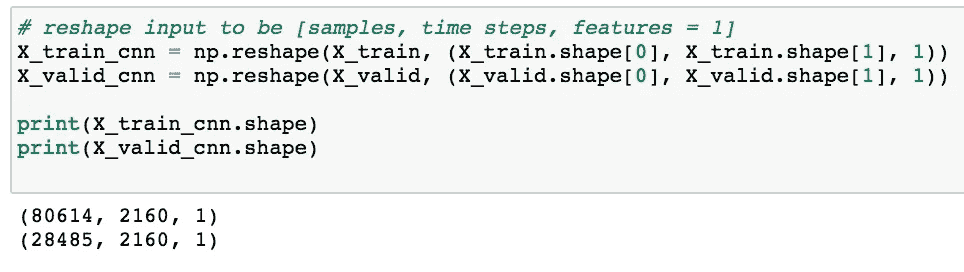 # reshape input to be [samples, time steps, features = 1]
X_train_cnn = np.reshape(X_train, (X_train.shape[0], X_train.shape[1], 1))
X_valid_cnn = np.reshape(X_valid, (X_valid.shape[0], X_valid.shape[1], 1))
print(X_train_cnn.shape)
print(X_valid_cnn.shape)
(80614, 2160, 1)
(28485, 2160, 1)